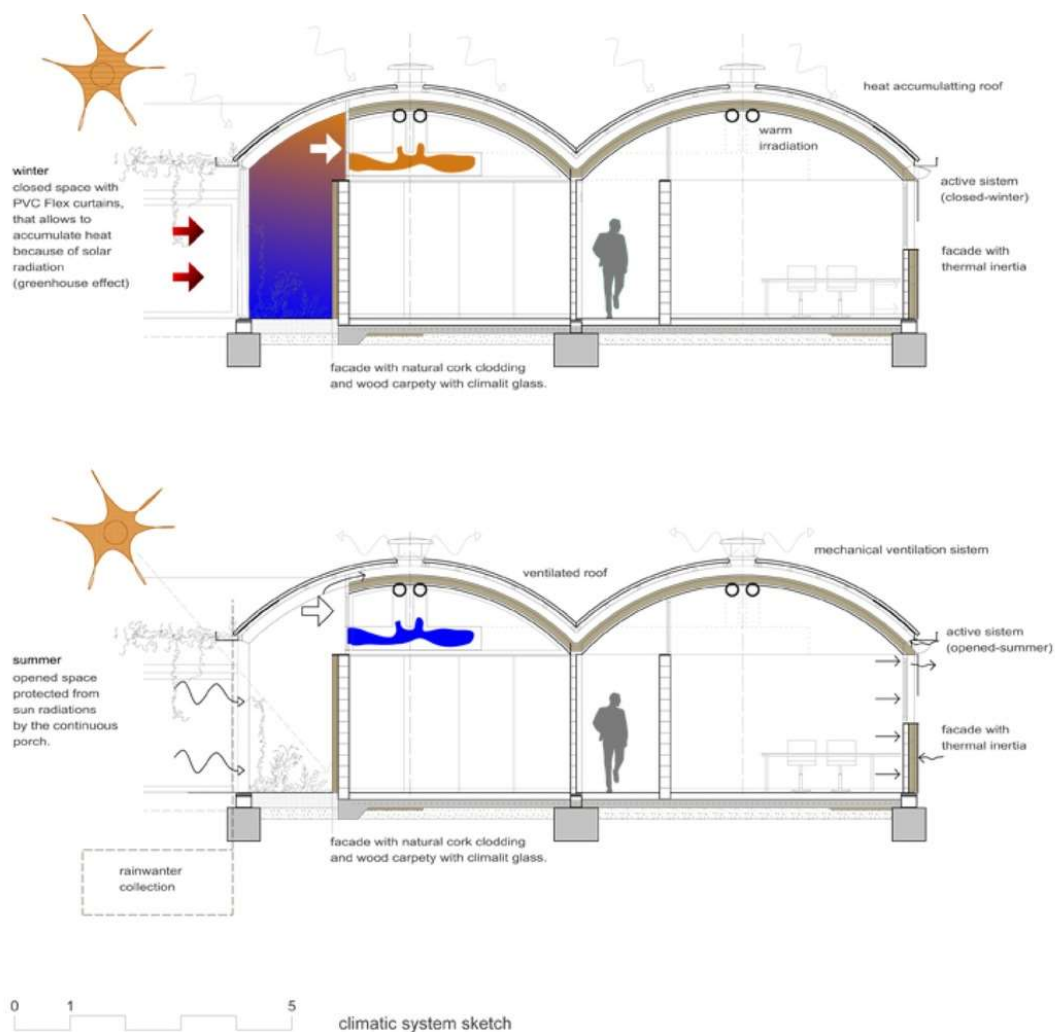 heat accumulatting roof
warm
irradiation
winter
closed space with
PVC Flex curtains,
that allows to
accumulate heat
because of solar
radiation
(greenhouse effect)
active sistem
(closed-winter)
facade with
thermal inertia
facade with natural cork clodding
and wood carpety with climalit glass.
mechanical ventilation sistem
ventilated roof
summer
opened space
protected from
sun radiations
by the continuous
porch.
active sistem
(opened-summer)
facade with
thermal inertia
facade with natural cork clodding
and wood carpety with climalit glass.
rainwanter
collection
0 1 5
climatic system sketch